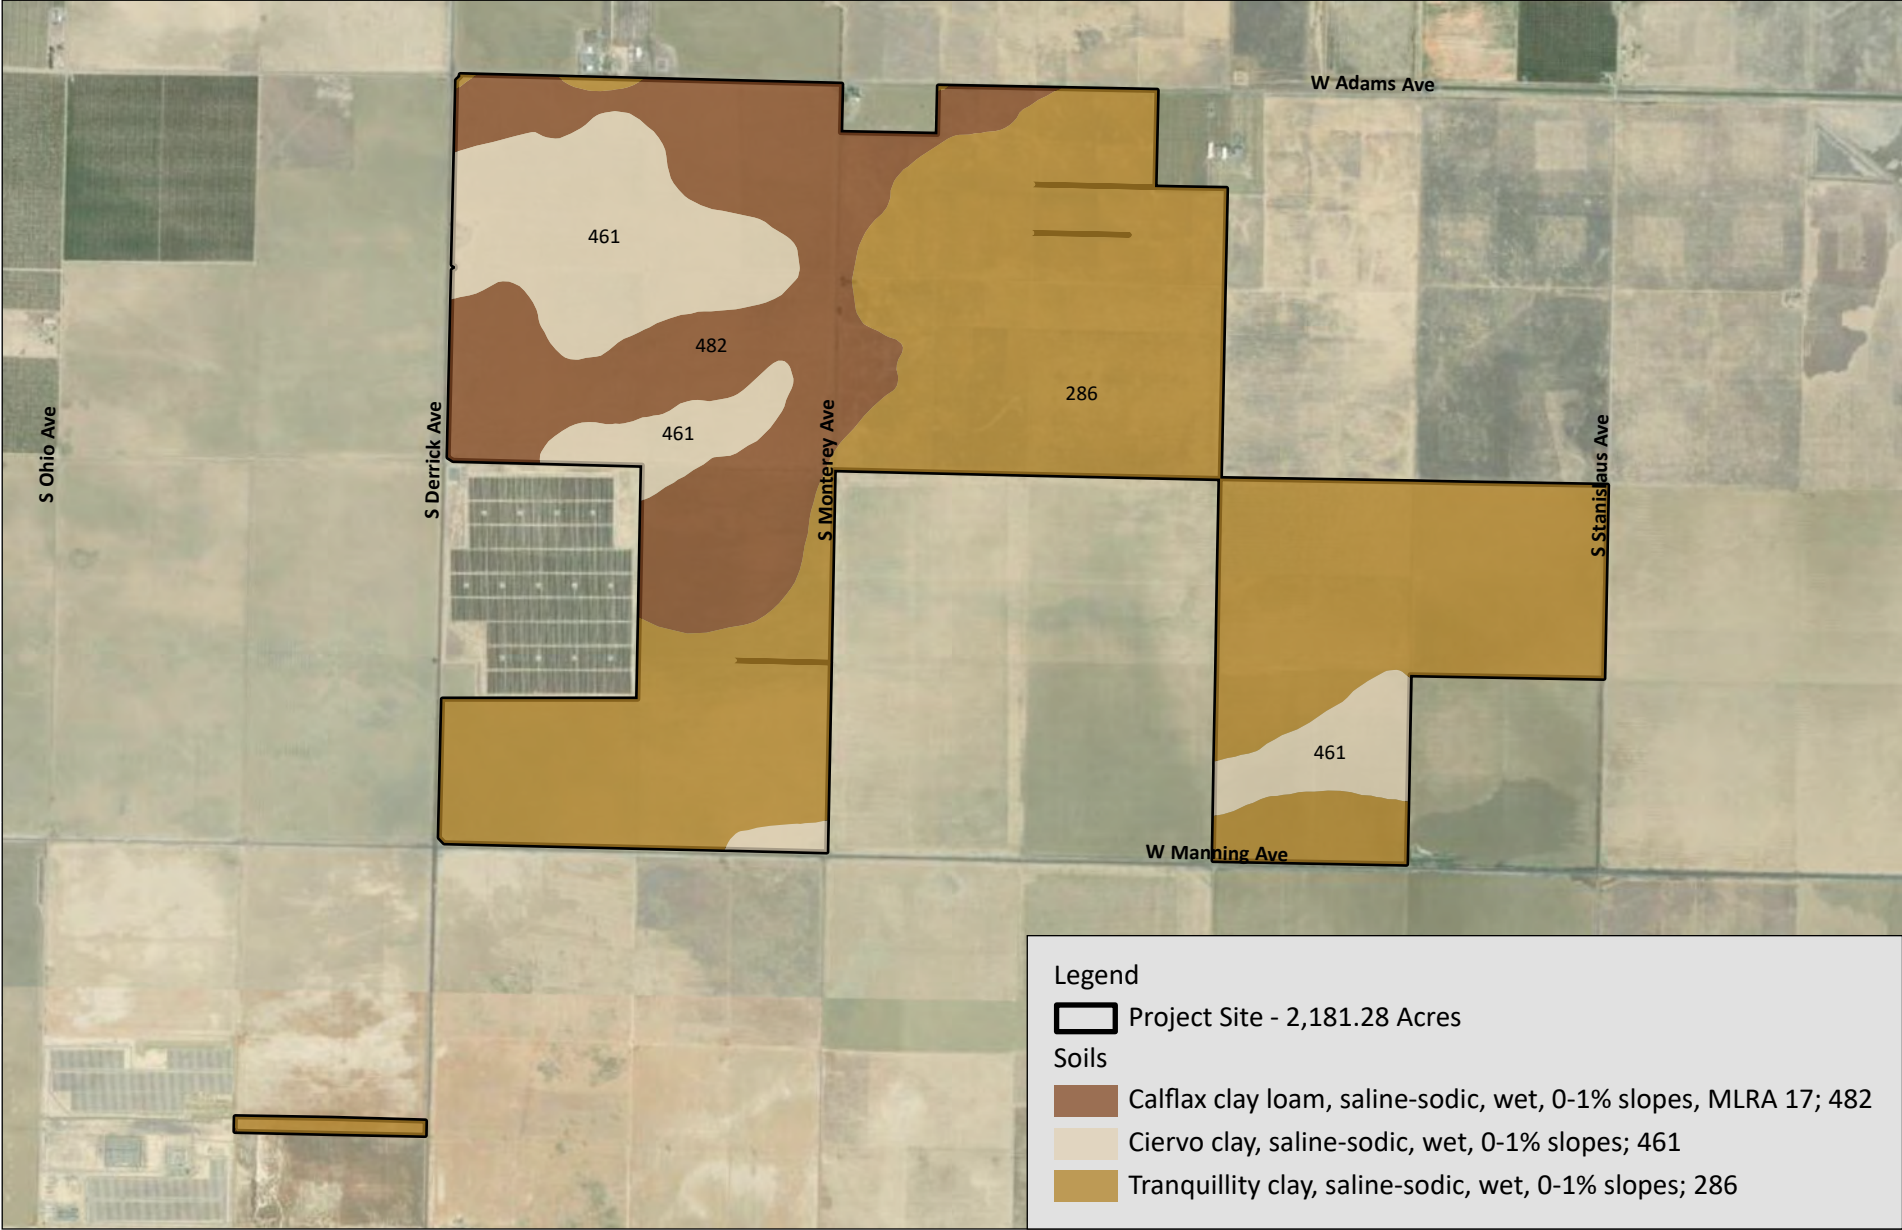 W Adams Ave
461
482
286
461
S Ohio Ave
S Derrick Ave
S Monterey Ave
S Stanislaus Ave
461
W Manning Ave
Legend
Project Site - 2,181.28 Acres
Soils
Calflax clay loam, saline-sodic, wet, 0-1% slopes, MLRA 17; 482
Ciervo clay, saline-sodic, wet, 0-1% slopes; 461
Tranquillity clay, saline-sodic, wet, 0-1% slopes; 286